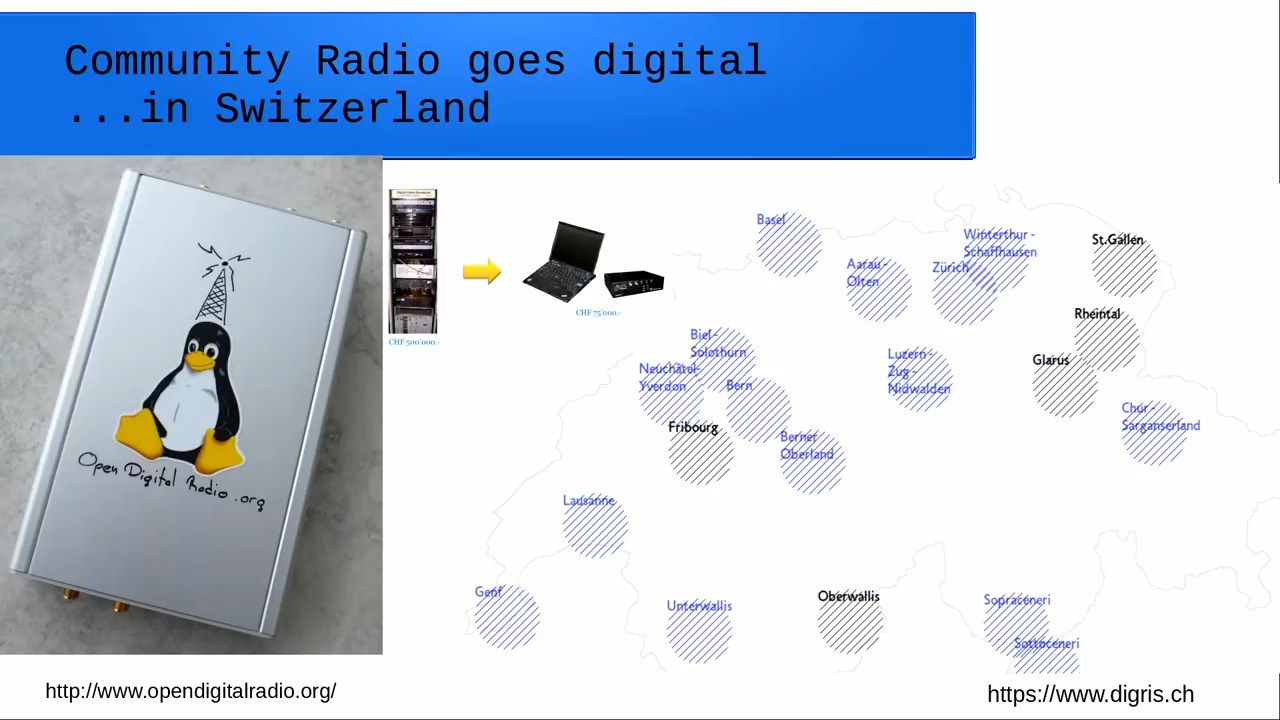 Community Radio goes digital
...in Switzerland
Open Digital Radio .org
CHF 500'000.-
CHF 75'000.-
Basel
Aarau -
Olten
Winterthur -
Schaffhausen
Zürich
St.Gallen
Rheintal
Glarus
Biel -
Solothurn
Neuchâtel-
Yverdon
Bern
Luzern -
Zug -
Nidwalden
Chur -
Sarganserland
Fribourg
Berner
Oberland
Lausanne
Genf
Unterwallis
Oberwallis
Sopraceneri
Sottoceneri
http://www.opendigitalradio.org/
https://www.digris.ch